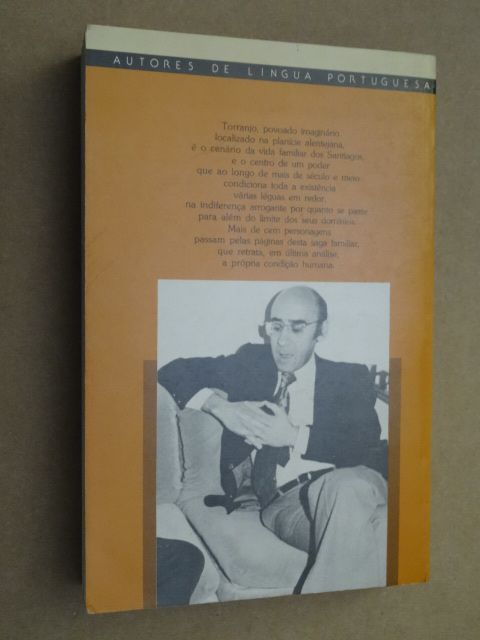 AUTORES DE LÍNGUA PORTUGUESA
Torranjo, povoado imaginário
localizado na planície alentejana,
é o cenário da vida familiar dos Santiagos,
e o centro de um poder
que ao longo de mais de século e meio
condiciona toda a existência
várias léguas em redor,
na indiferença arrogante por quanto se passe
para além do limite dos seus domínios...
Mais de cem personagens
passam pelas páginas desta saga familiar,
que retrata, em última análise,
a própria condição humana.